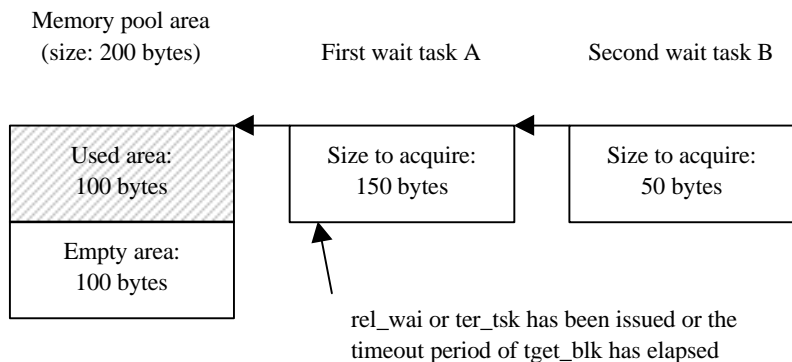 Memory pool area
(size: 200 bytes)
First wait task A
Second wait task B
Used area:
100 bytes
Size to acquire:
150 bytes
Size to acquire:
50 bytes
Empty area:
100 bytes
rel_wai or ter_tsk has been issued or the
timeout period of tget_blk has elapsed